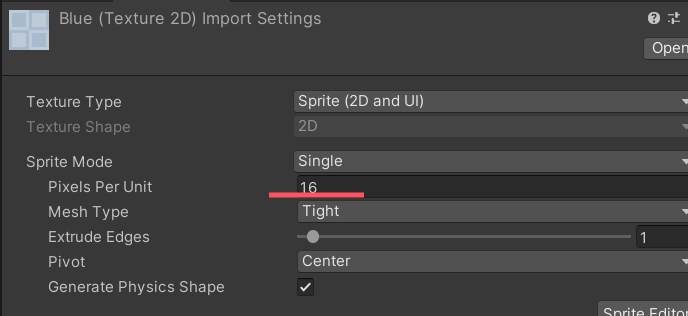 Blue (Texture 2D) Import Settings
Open
Texture Type Sprite (2D and UI)
Texture Shape 2D
Sprite Mode Single
Pixels Per Unit 16
Mesh Type Tight
Extrude Edges 1
Pivot Center
Generate Physics Shape
Sprite Editor